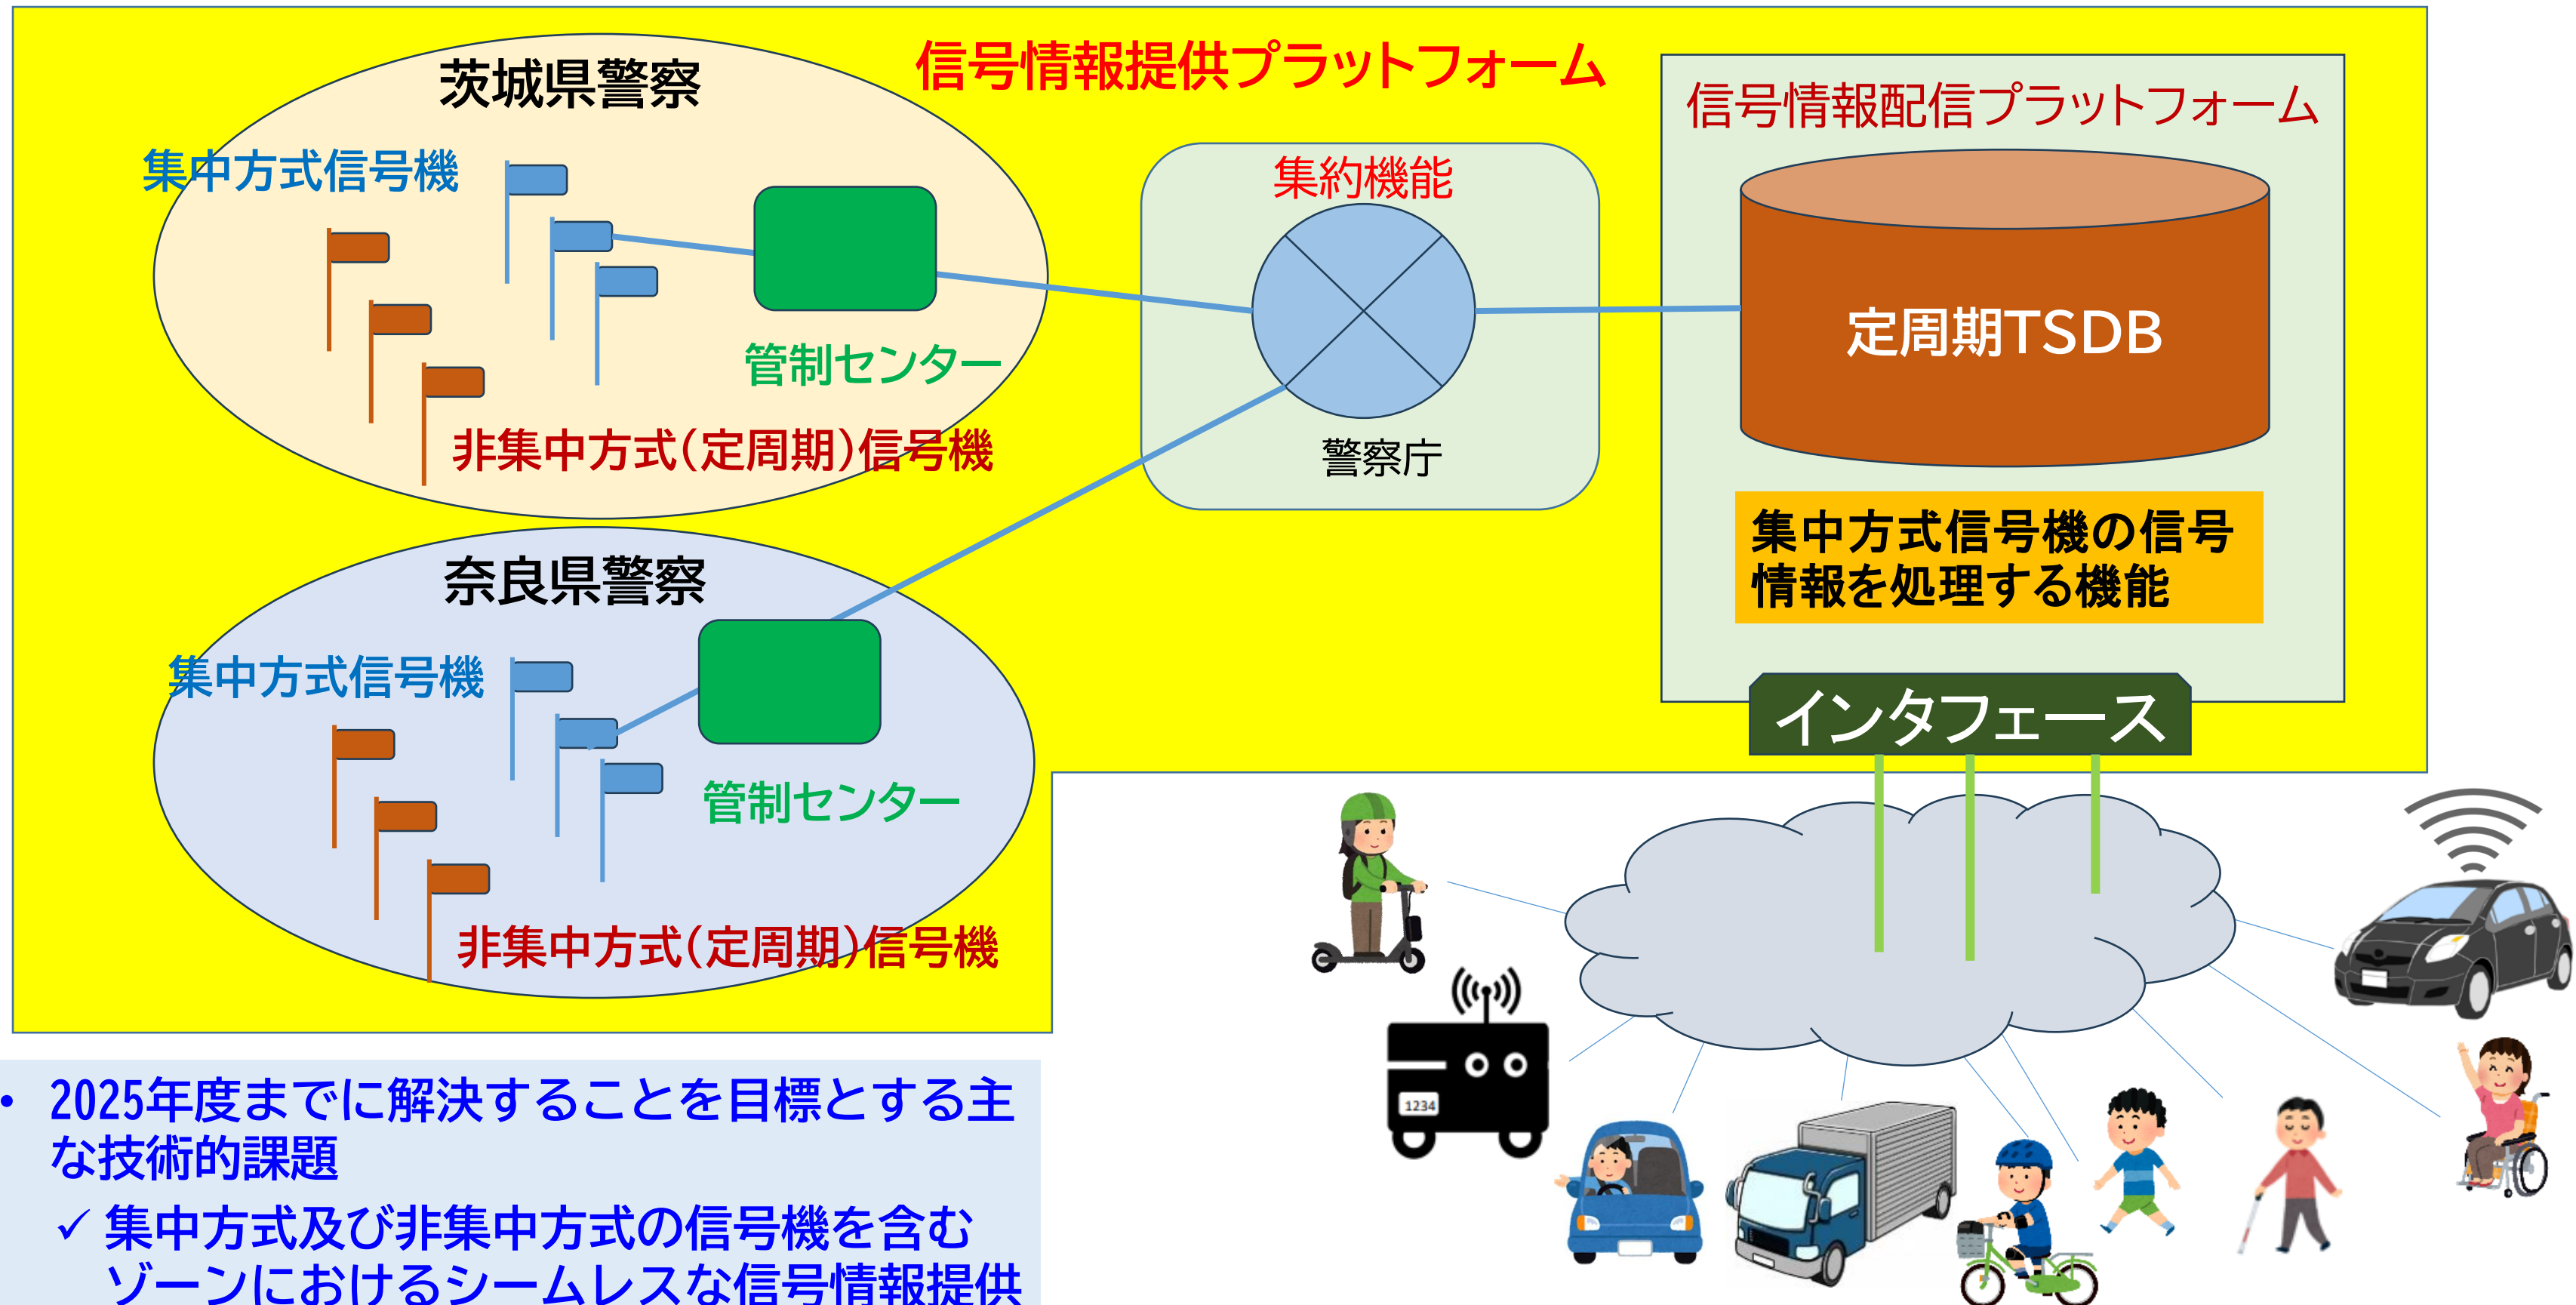 信号情報提供プラットフォーム
茨城県警察
集中方式信号機
管制センター
非集中方式(定周期)信号機
奈良県警察
集中方式信号機
管制センター
非集中方式(定周期)信号機
集約機能
警察庁
信号情報配信プラットフォーム
定周期TSDB
集中方式信号機の信号
情報を処理する機能
インタフェース
1234
• 2025年度までに解決することを目標とする主
な技術的課題
✓ 集中方式及び非集中方式の信号機を含む
ゾーンにおけるシームレスな信号情報提供